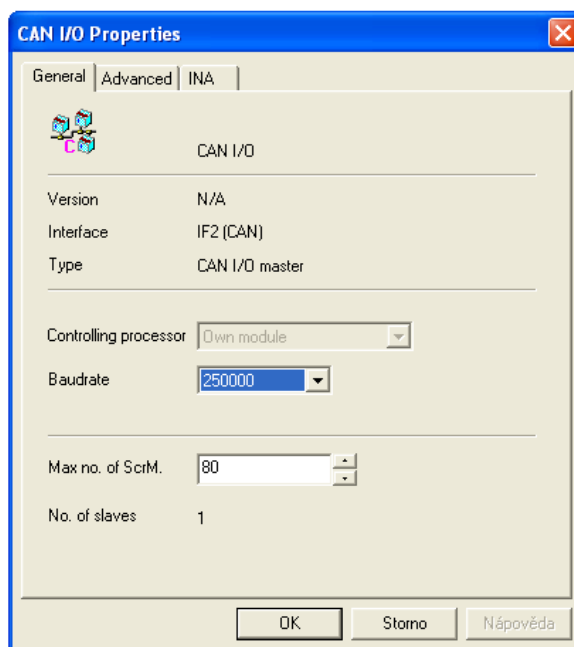 CAN I/O Properties
General Advanced INA
C
CAN I/O
Version N/A
Interface IF2 (CAN)
Type CAN I/O master
Controlling processor Own module
Baudrate 250000
Max no. of ScrM. 80
No. of slaves 1
OK Storno Nápověda